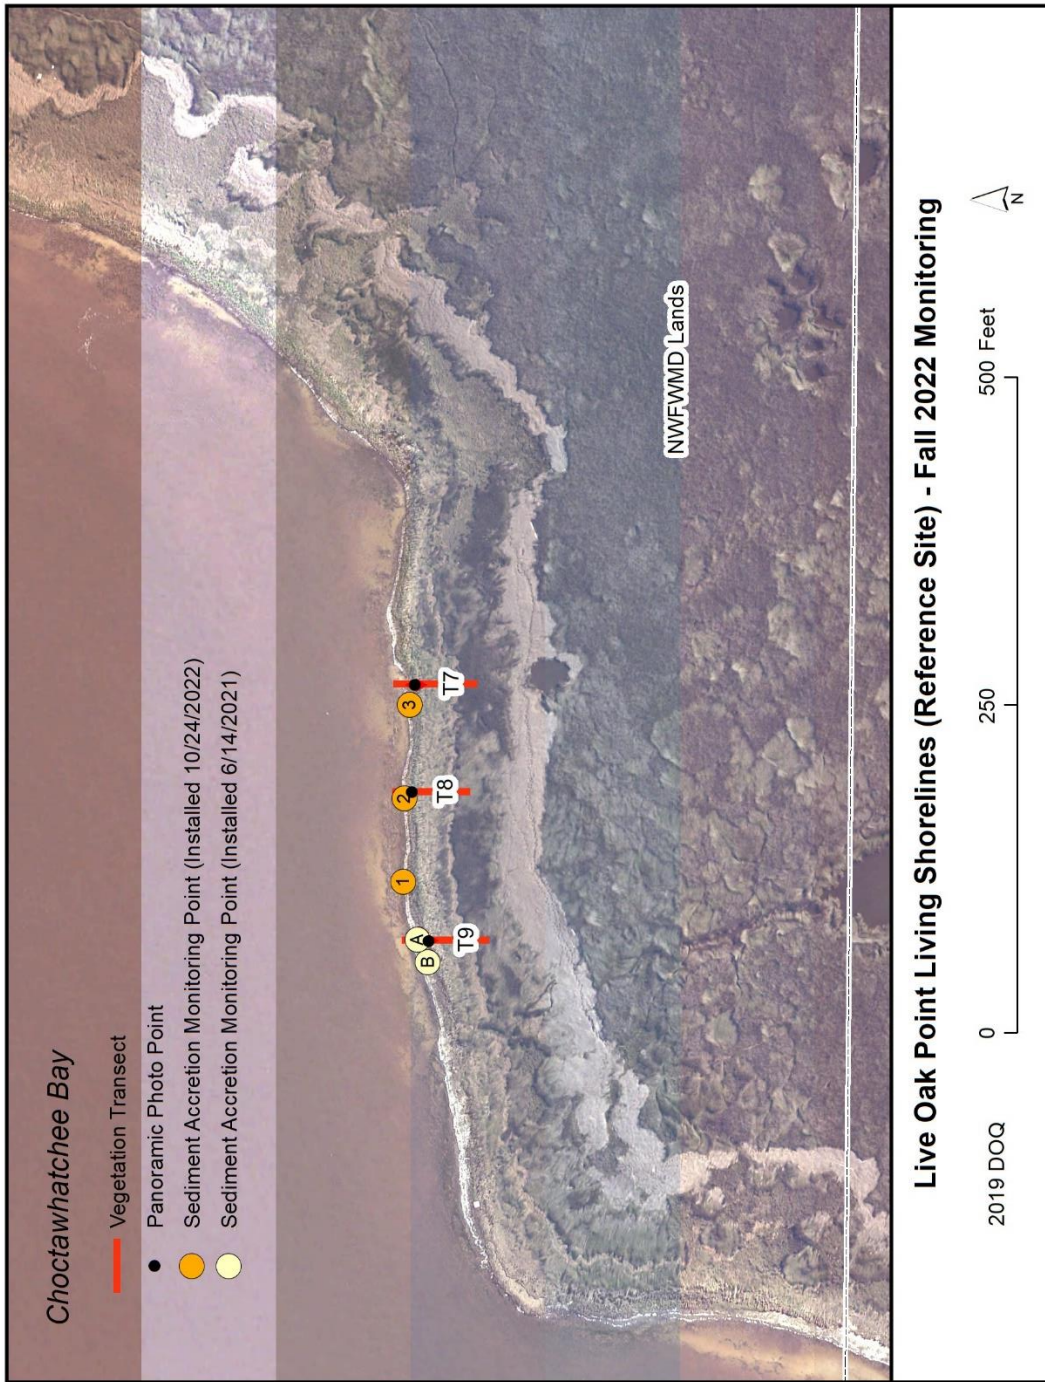 Choctawhatchee Bay
Vegetation Transect
Panoramic Photo Point
Sediment Accretion Monitoring Point (Installed 10/24/2022)
Sediment Accretion Monitoring Point (Installed 6/14/2021)
B
A
1
2
3
T9
T8
T7
NWFWMD Lands
Live Oak Point Living Shorelines (Reference Site) - Fall 2022 Monitoring
2019 DOQ
0 250 500 Feet
N